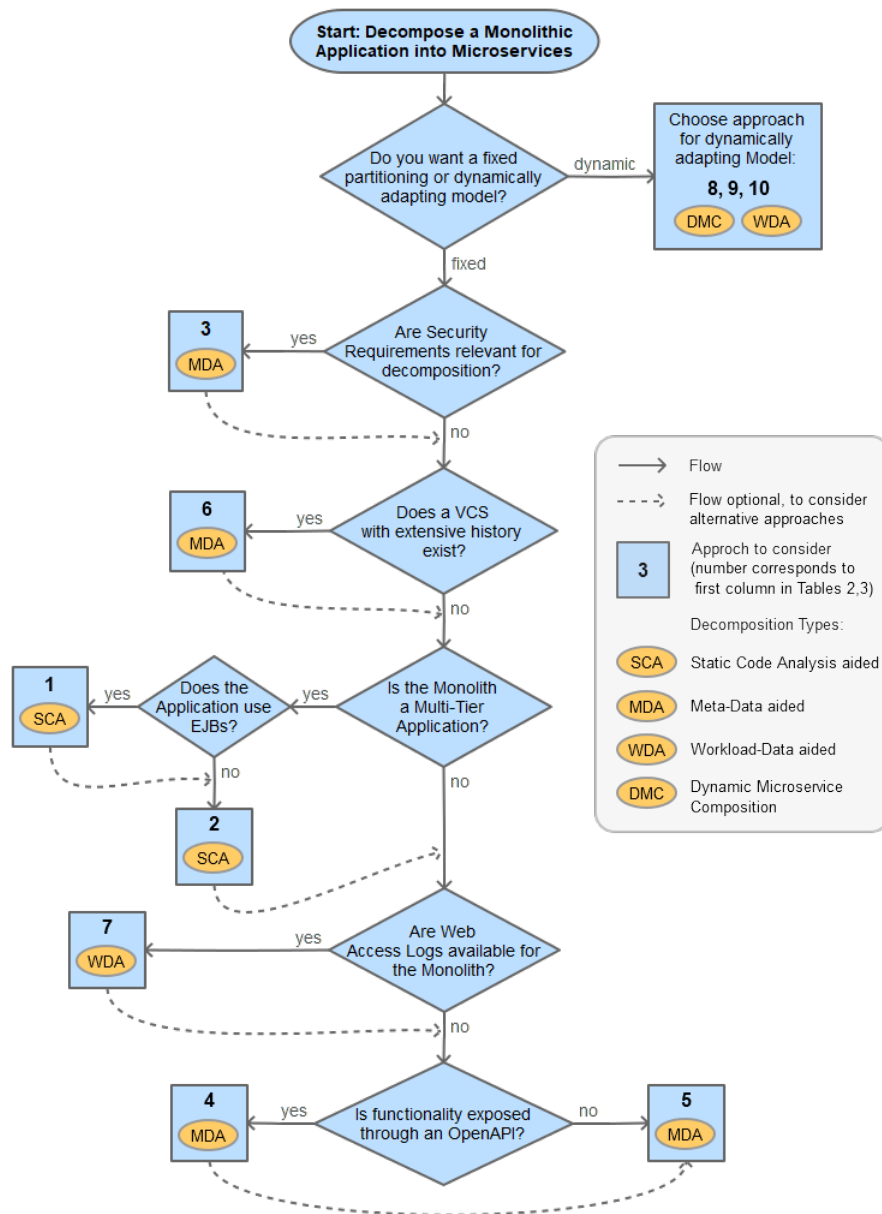 Start: Decompose a Monolithic
Application into Microservices
Do you want a fixed
partitioning or dynamically
adapting model?
dynamic
Choose approach
for dynamically
adapting Model:
8, 9, 10
DMC
WDA
fixed
Are Security
Requirements relevant for
decomposition?
yes
3
MDA
no
Does a VCS
with extensive history
exist?
yes
6
MDA
no
Is the Monolith
a Multi-Tier
Application?
yes
Does the
Application use
EJBs?
yes
1
SCA
no
2
SCA
no
Are Web
Access Logs available for
the Monolith?
yes
7
WDA
no
Is functionality exposed
through an OpenAPI?
yes
4
MDA
no
5
MDA
Flow
Flow optional, to consider
alternative approaches
3
Approch to consider
(number corresponds to
first column in Tables 2,3)
Decomposition Types:
SCA
Static Code Analysis aided
MDA
Meta-Data aided
WDA
Workload-Data aided
DMC
Dynamic Microservice
Composition